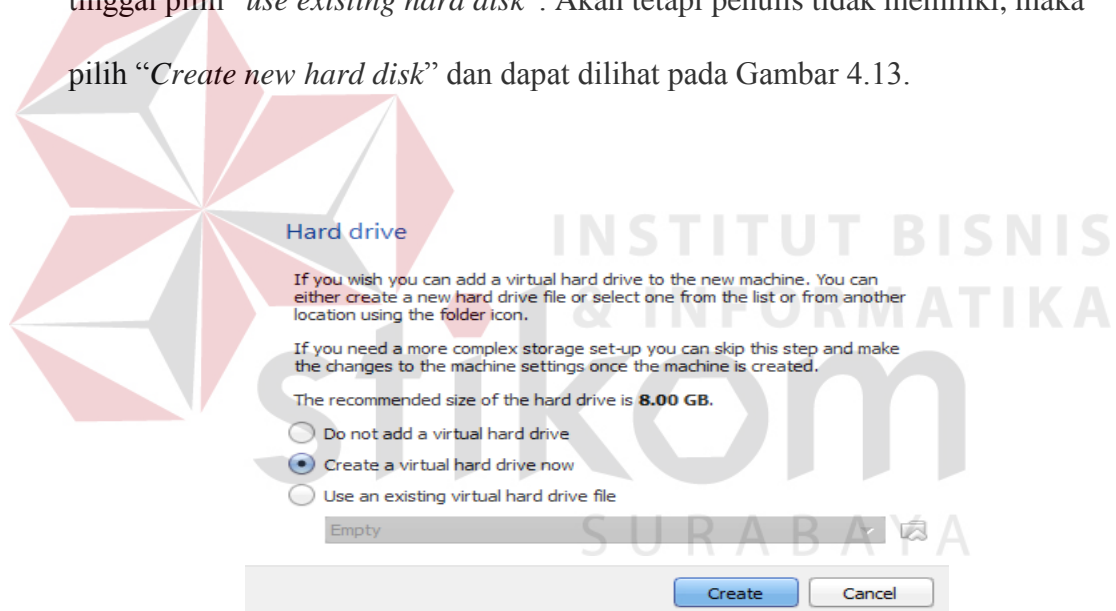 tinggal pilih “use existing hard disk”. Akan tetapi penulis tidak memiliki, maka
pilih “Create new hard disk” dan dapat dilihat pada Gambar 4.13.
Hard drive
If you wish you can add a virtual hard drive to the new machine. You can
either create a new hard drive file or select one from the list or from another
location using the folder icon.
If you need a more complex storage set-up you can skip this step and make
the changes to the machine settings once the machine is created.
The recommended size of the hard drive is 8.00 GB.
Do not add a virtual hard drive
Create a virtual hard drive now
Use an existing virtual hard drive file
Empty
Create Cancel
INSTITUT BISNIS
& INFORMATIKA
stikom
SURABAYA